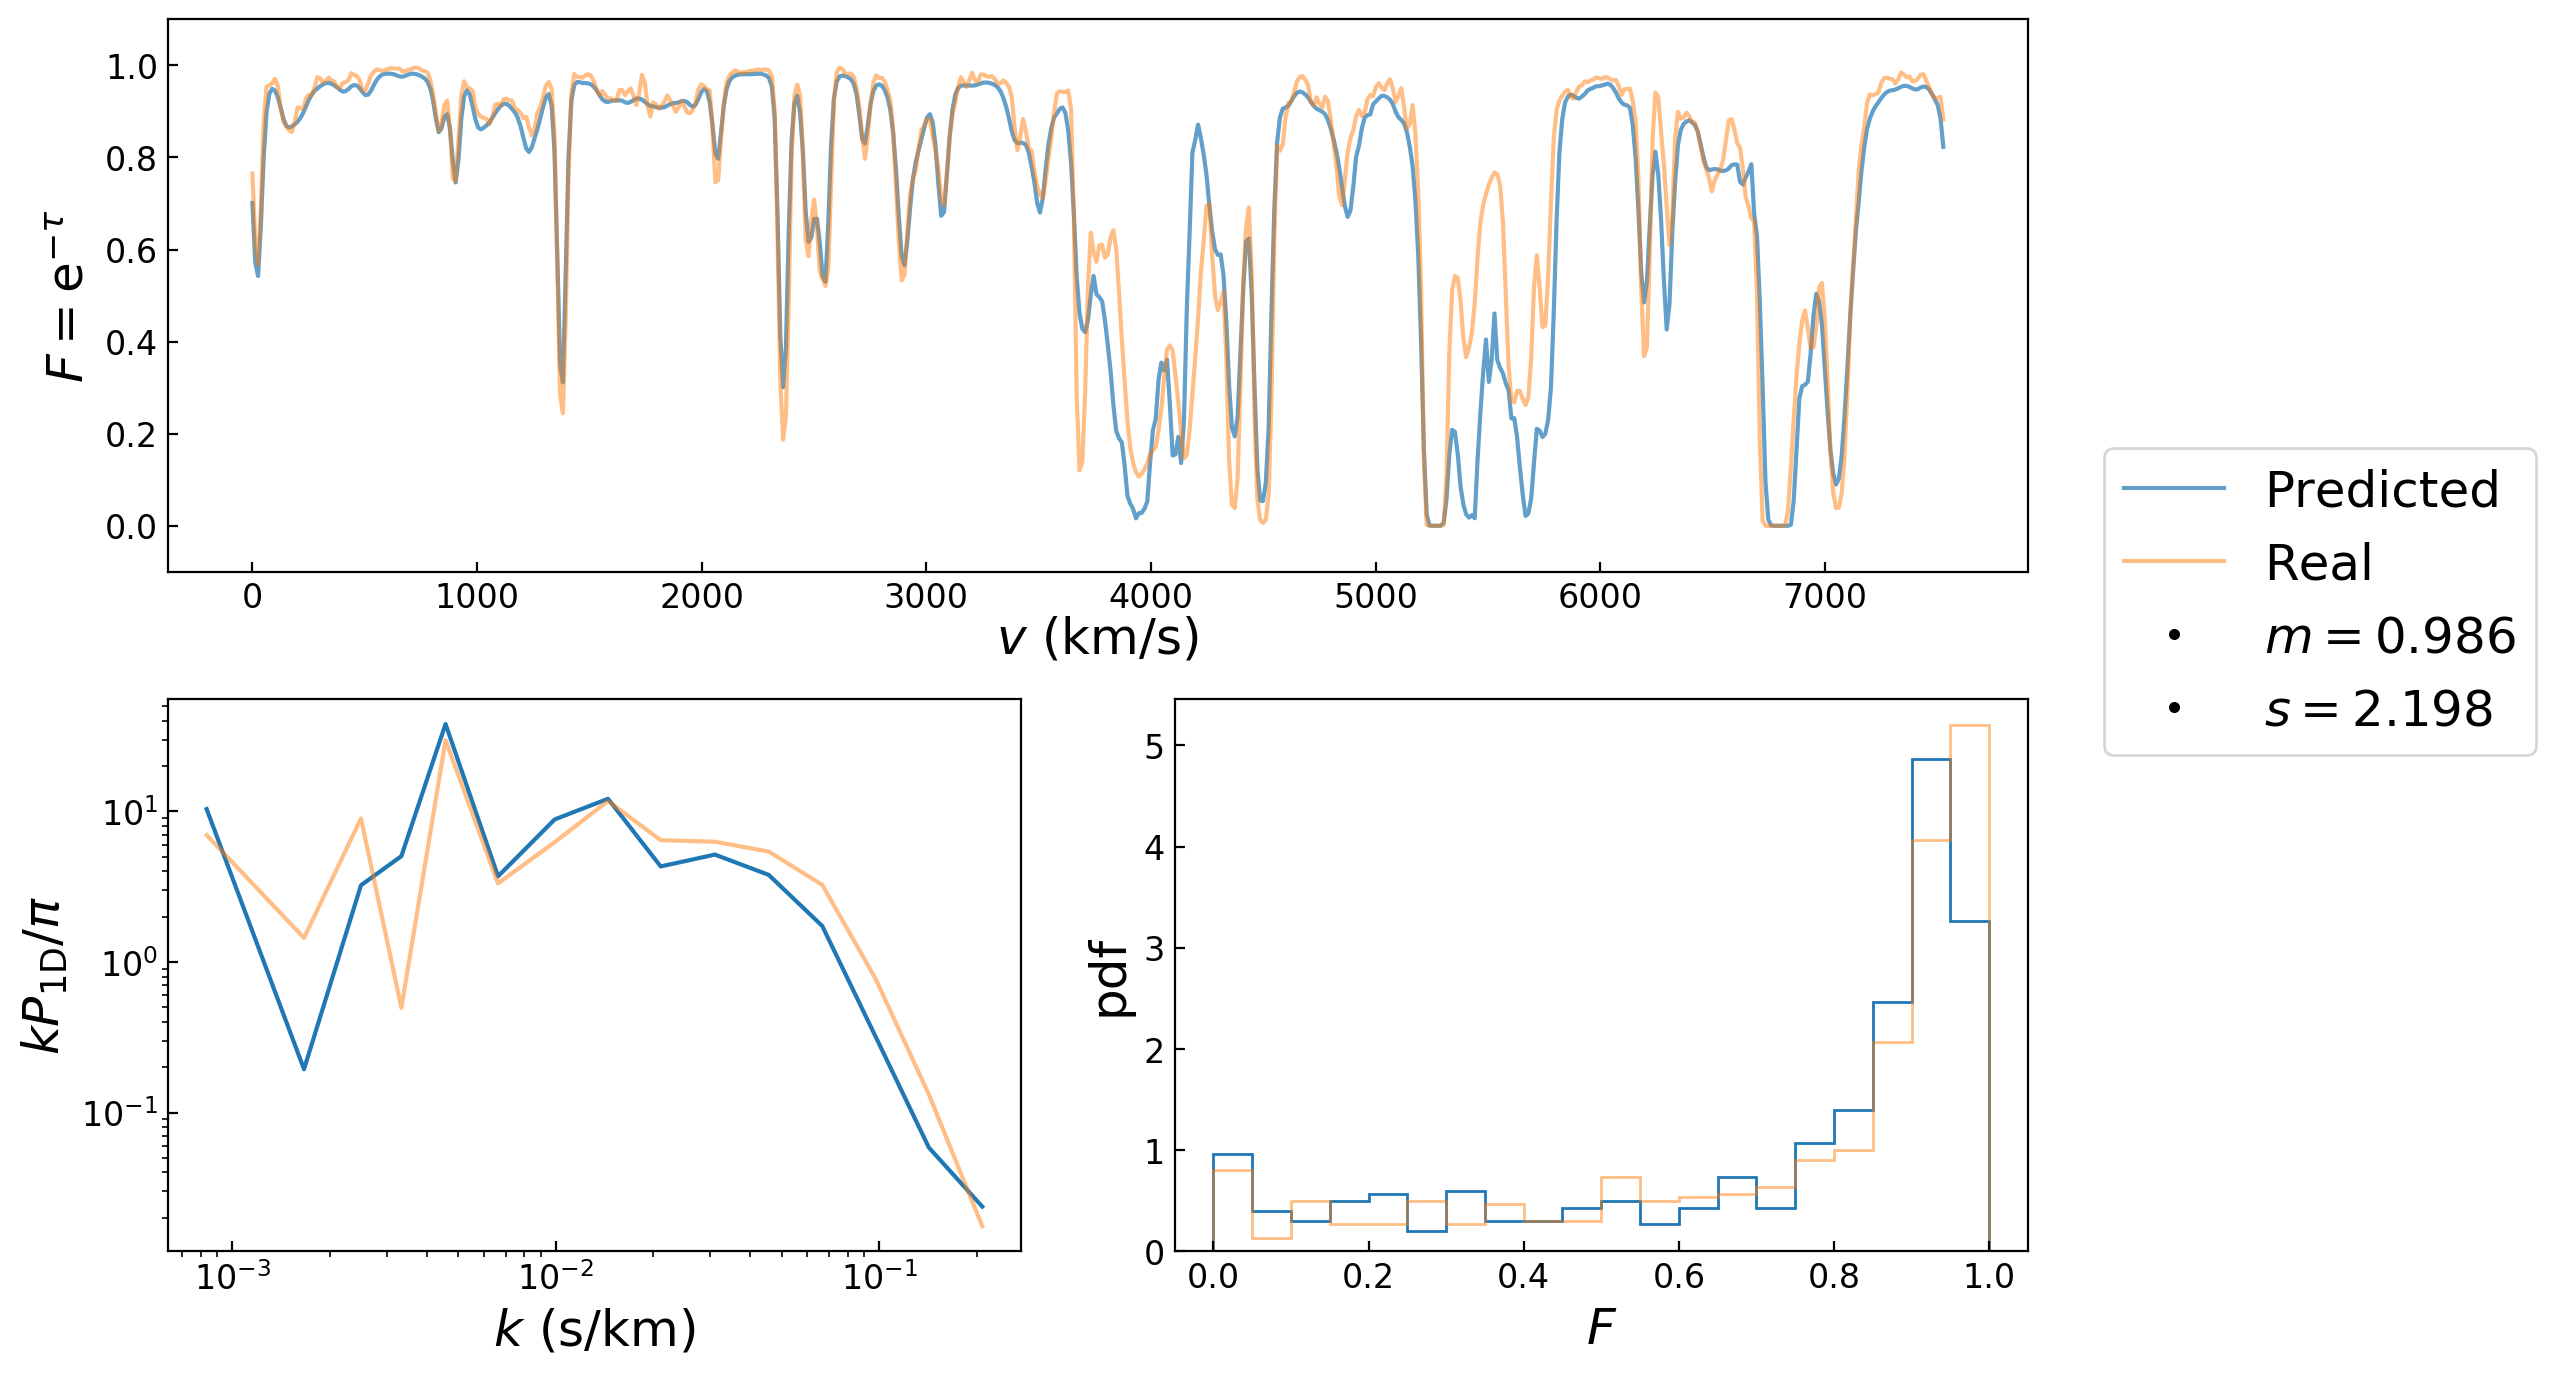 1.0
0.8
0.6
0.4
0.2
0.0
F = e^{−τ}
0 1000 2000 3000 4000 5000 6000 7000
v (km/s)
Predicted
Real
m = 0.986
s = 2.198
10^1
10^0
10^{−1}
kP_{1D}/π
10^{−3} 10^{−2} 10^{−1}
k (s/km)
5
4
3
2
1
0
pdf
0.0 0.2 0.4 0.6 0.8 1.0
F